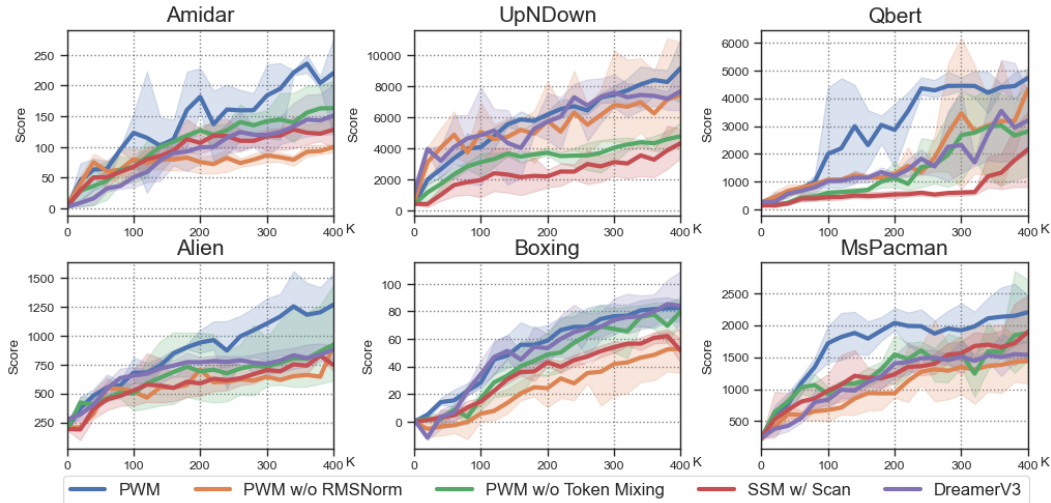 Amidar UpNDown Qbert
Score
250
200
150
100
50
0
0 100 200 300 400 K
Score
10000
8000
6000
4000
2000
0
0 100 200 300 400 K
Score
6000
5000
4000
3000
2000
1000
0
0 100 200 300 400 K
Alien Boxing MsPacman
Score
1500
1250
1000
750
500
250
0 100 200 300 400 K
Score
100
80
60
40
20
0
0 100 200 300 400 K
Score
2500
2000
1500
1000
500
0 100 200 300 400 K
PWM PWM w/o RMSNorm PWM w/o Token Mixing SSM w/ Scan DreamerV3